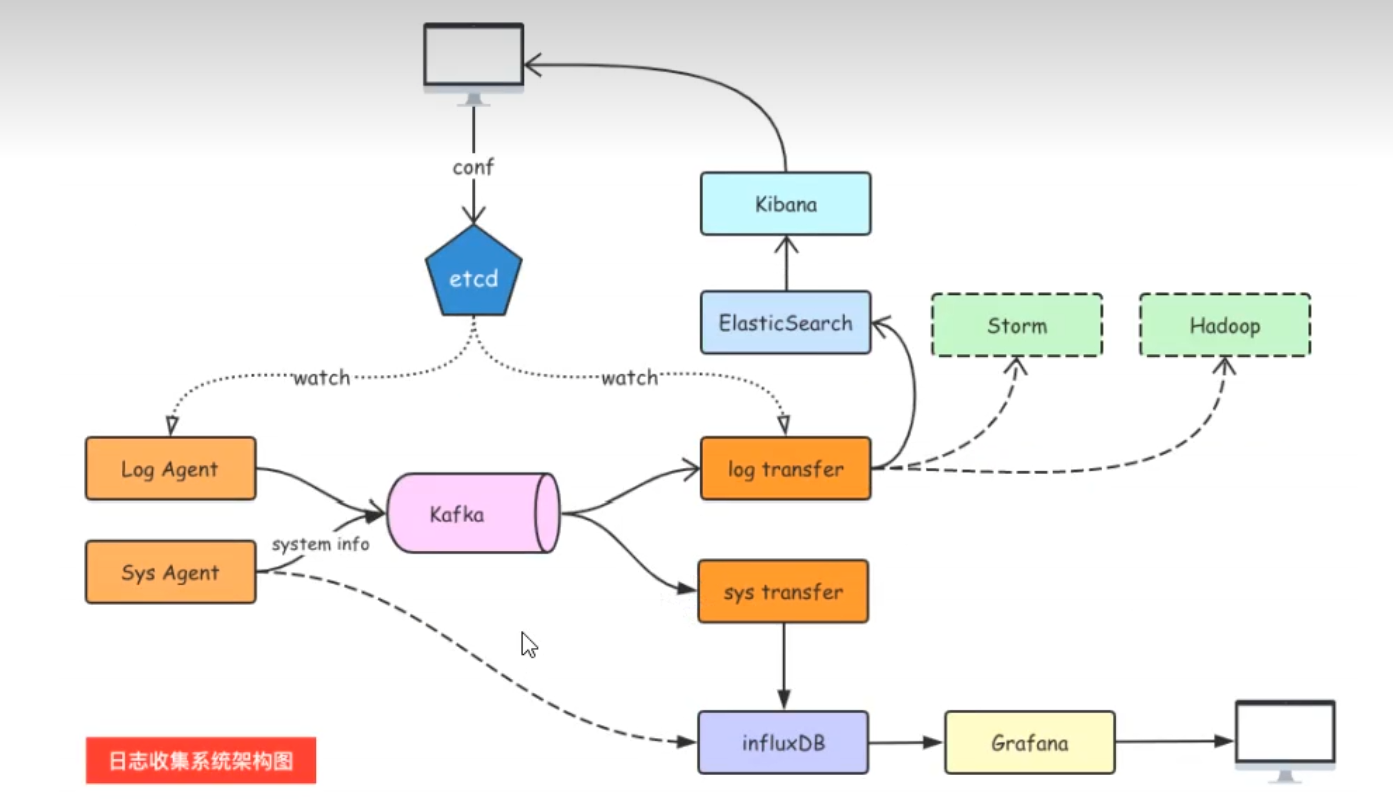 conf
Kibana
etcd
ElasticSearch
Storm
Hadoop
watch
watch
Log Agent
log transfer
Kafka
system info
Sys Agent
sys transfer
influxDB
Grafana
日志收集系统架构图